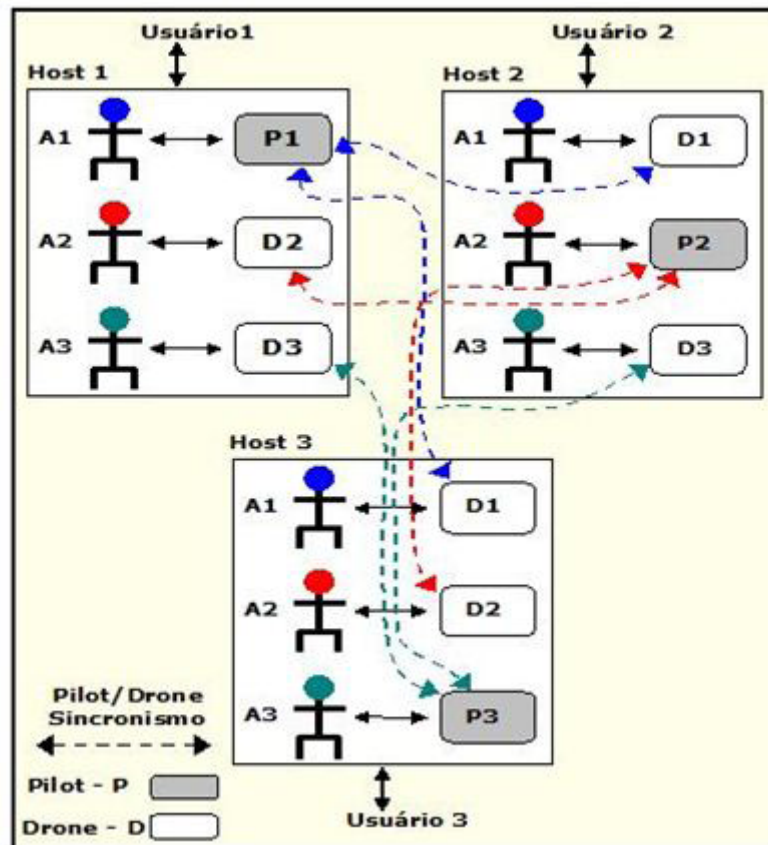 Usuário1
Usuário 2
Host 1
Host 2
A1
P1
A1
D1
A2
D2
A2
P2
A3
D3
A3
D3
Host 3
A1
D1
A2
D2
A3
P3
Pilot/Drone
Sincronismo
Pilot - P
Drone - D
Usuário 3